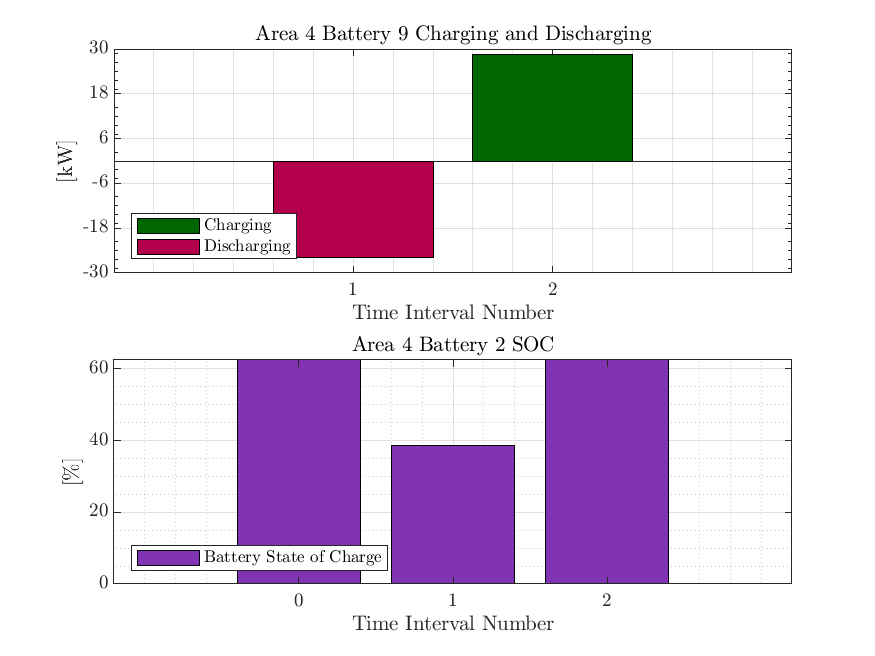 Area 4 Battery 9 Charging and Discharging
30
18
6
-6
-18
-30
[kW]
Charging
Discharging
1 2
Time Interval Number
Area 4 Battery 2 SOC
60
40
20
0
[%]
Battery State of Charge
0 1 2
Time Interval Number